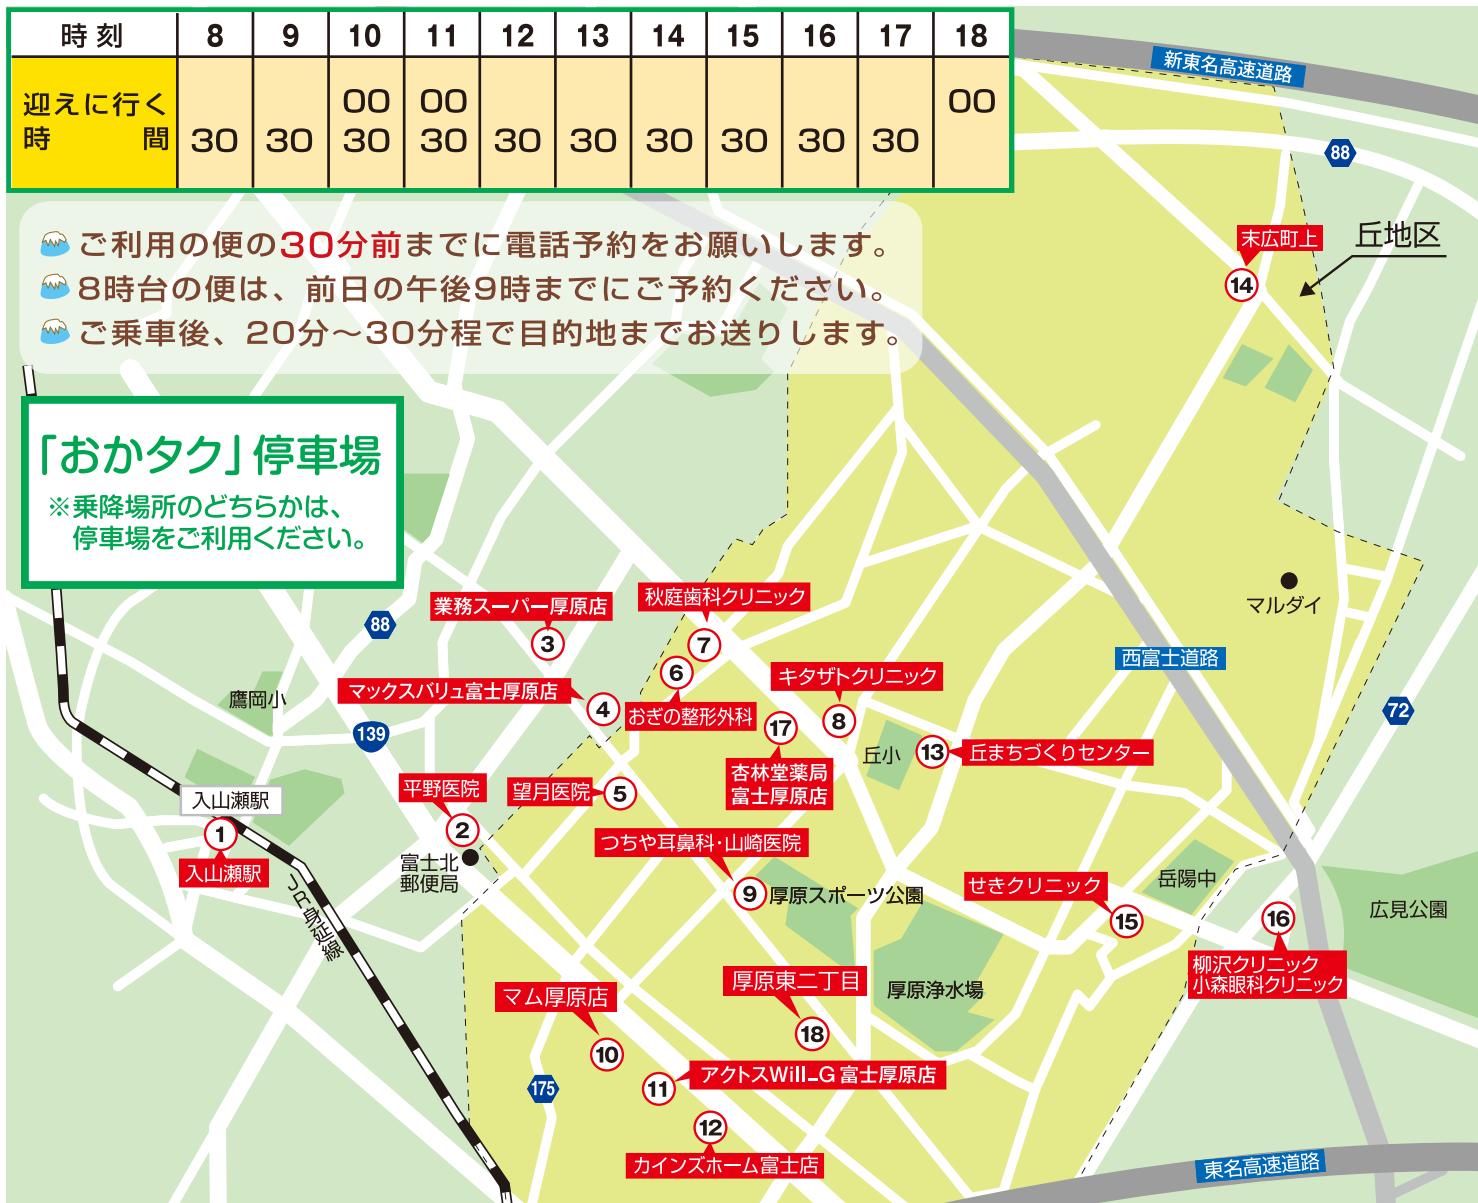 時刻 8 9 10 11 12 13 14 15 16 17 18
迎えに行く 00 00 00
時間 30 30 30 30 30 30 30 30 30 30
ご利用の便の30分前までに電話予約をお願いします。
8時台の便は、前日の午後9時までにご予約ください。
ご乗車後、20分～30分程で目的地までお送りします。
「おかタク」停車場
※乗降場所のどちらかは、
停車場をご利用ください。
新東名高速道路
88
末広町上
丘地区
14
マルダイ
西富士道路
72
業務スーパー厚原店
3
秋庭歯科クリニック
7
88
6
マックスバリュ富士厚原店
4
おぎの整形外科
キタザトクリニック
8
17
杏林堂薬局
富士厚原店
丘小
13
丘まちづくりセンター
鷹岡小
139
平野医院
2
望月医院
5
入山瀬駅
1
入山瀬駅
富士北
郵便局
JR身延線
つちや耳鼻科・山崎医院
9
厚原スポーツ公園
せきクリニック
15
岳陽中
16
広見公園
柳沢クリニック
小森眼科クリニック
マム厚原店
10
厚原東二丁目
18
厚原浄水場
175
11
アクトスWill_G 富士厚原店
12
カインズホーム富士店
東名高速道路